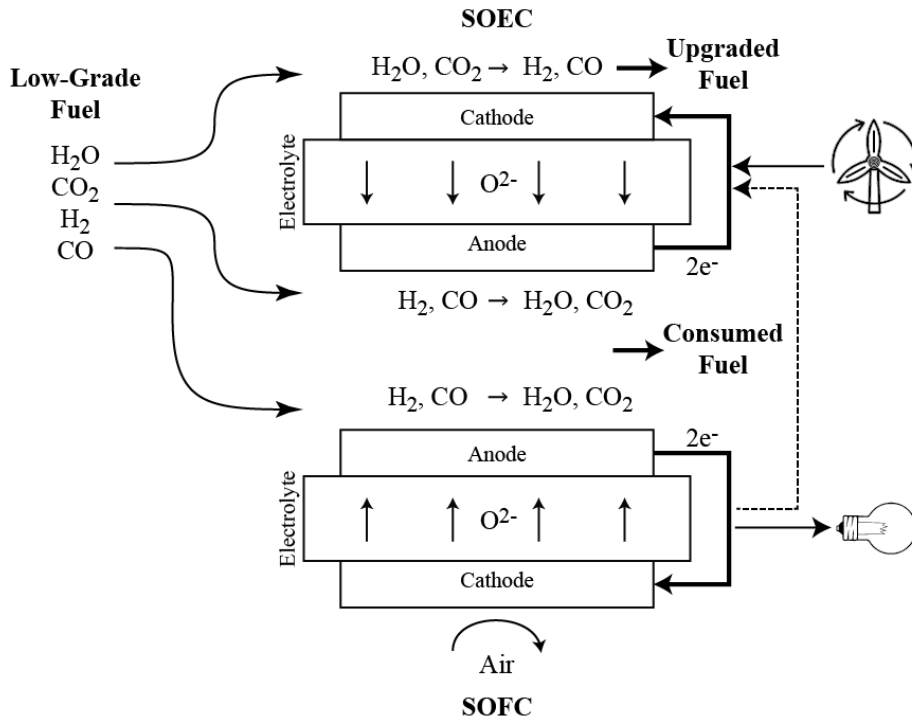 SOEC
H₂O, CO₂ → H₂, CO
Upgraded
Fuel
Low-Grade
Fuel
H₂O
CO₂
H₂
CO
Cathode
Electrolyte
O²⁻
Anode
2e⁻
H₂, CO → H₂O, CO₂
Consumed
Fuel
H₂, CO → H₂O, CO₂
2e⁻
Anode
Electrolyte
O²⁻
Cathode
Air
SOFC